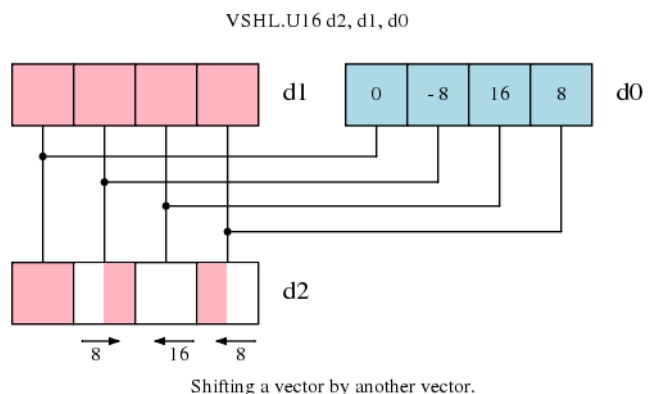 VSHL.U16 d2, d1, d0
d1
0 -8 16 8
d0
d2
8 16 8
Shifting a vector by another vector.